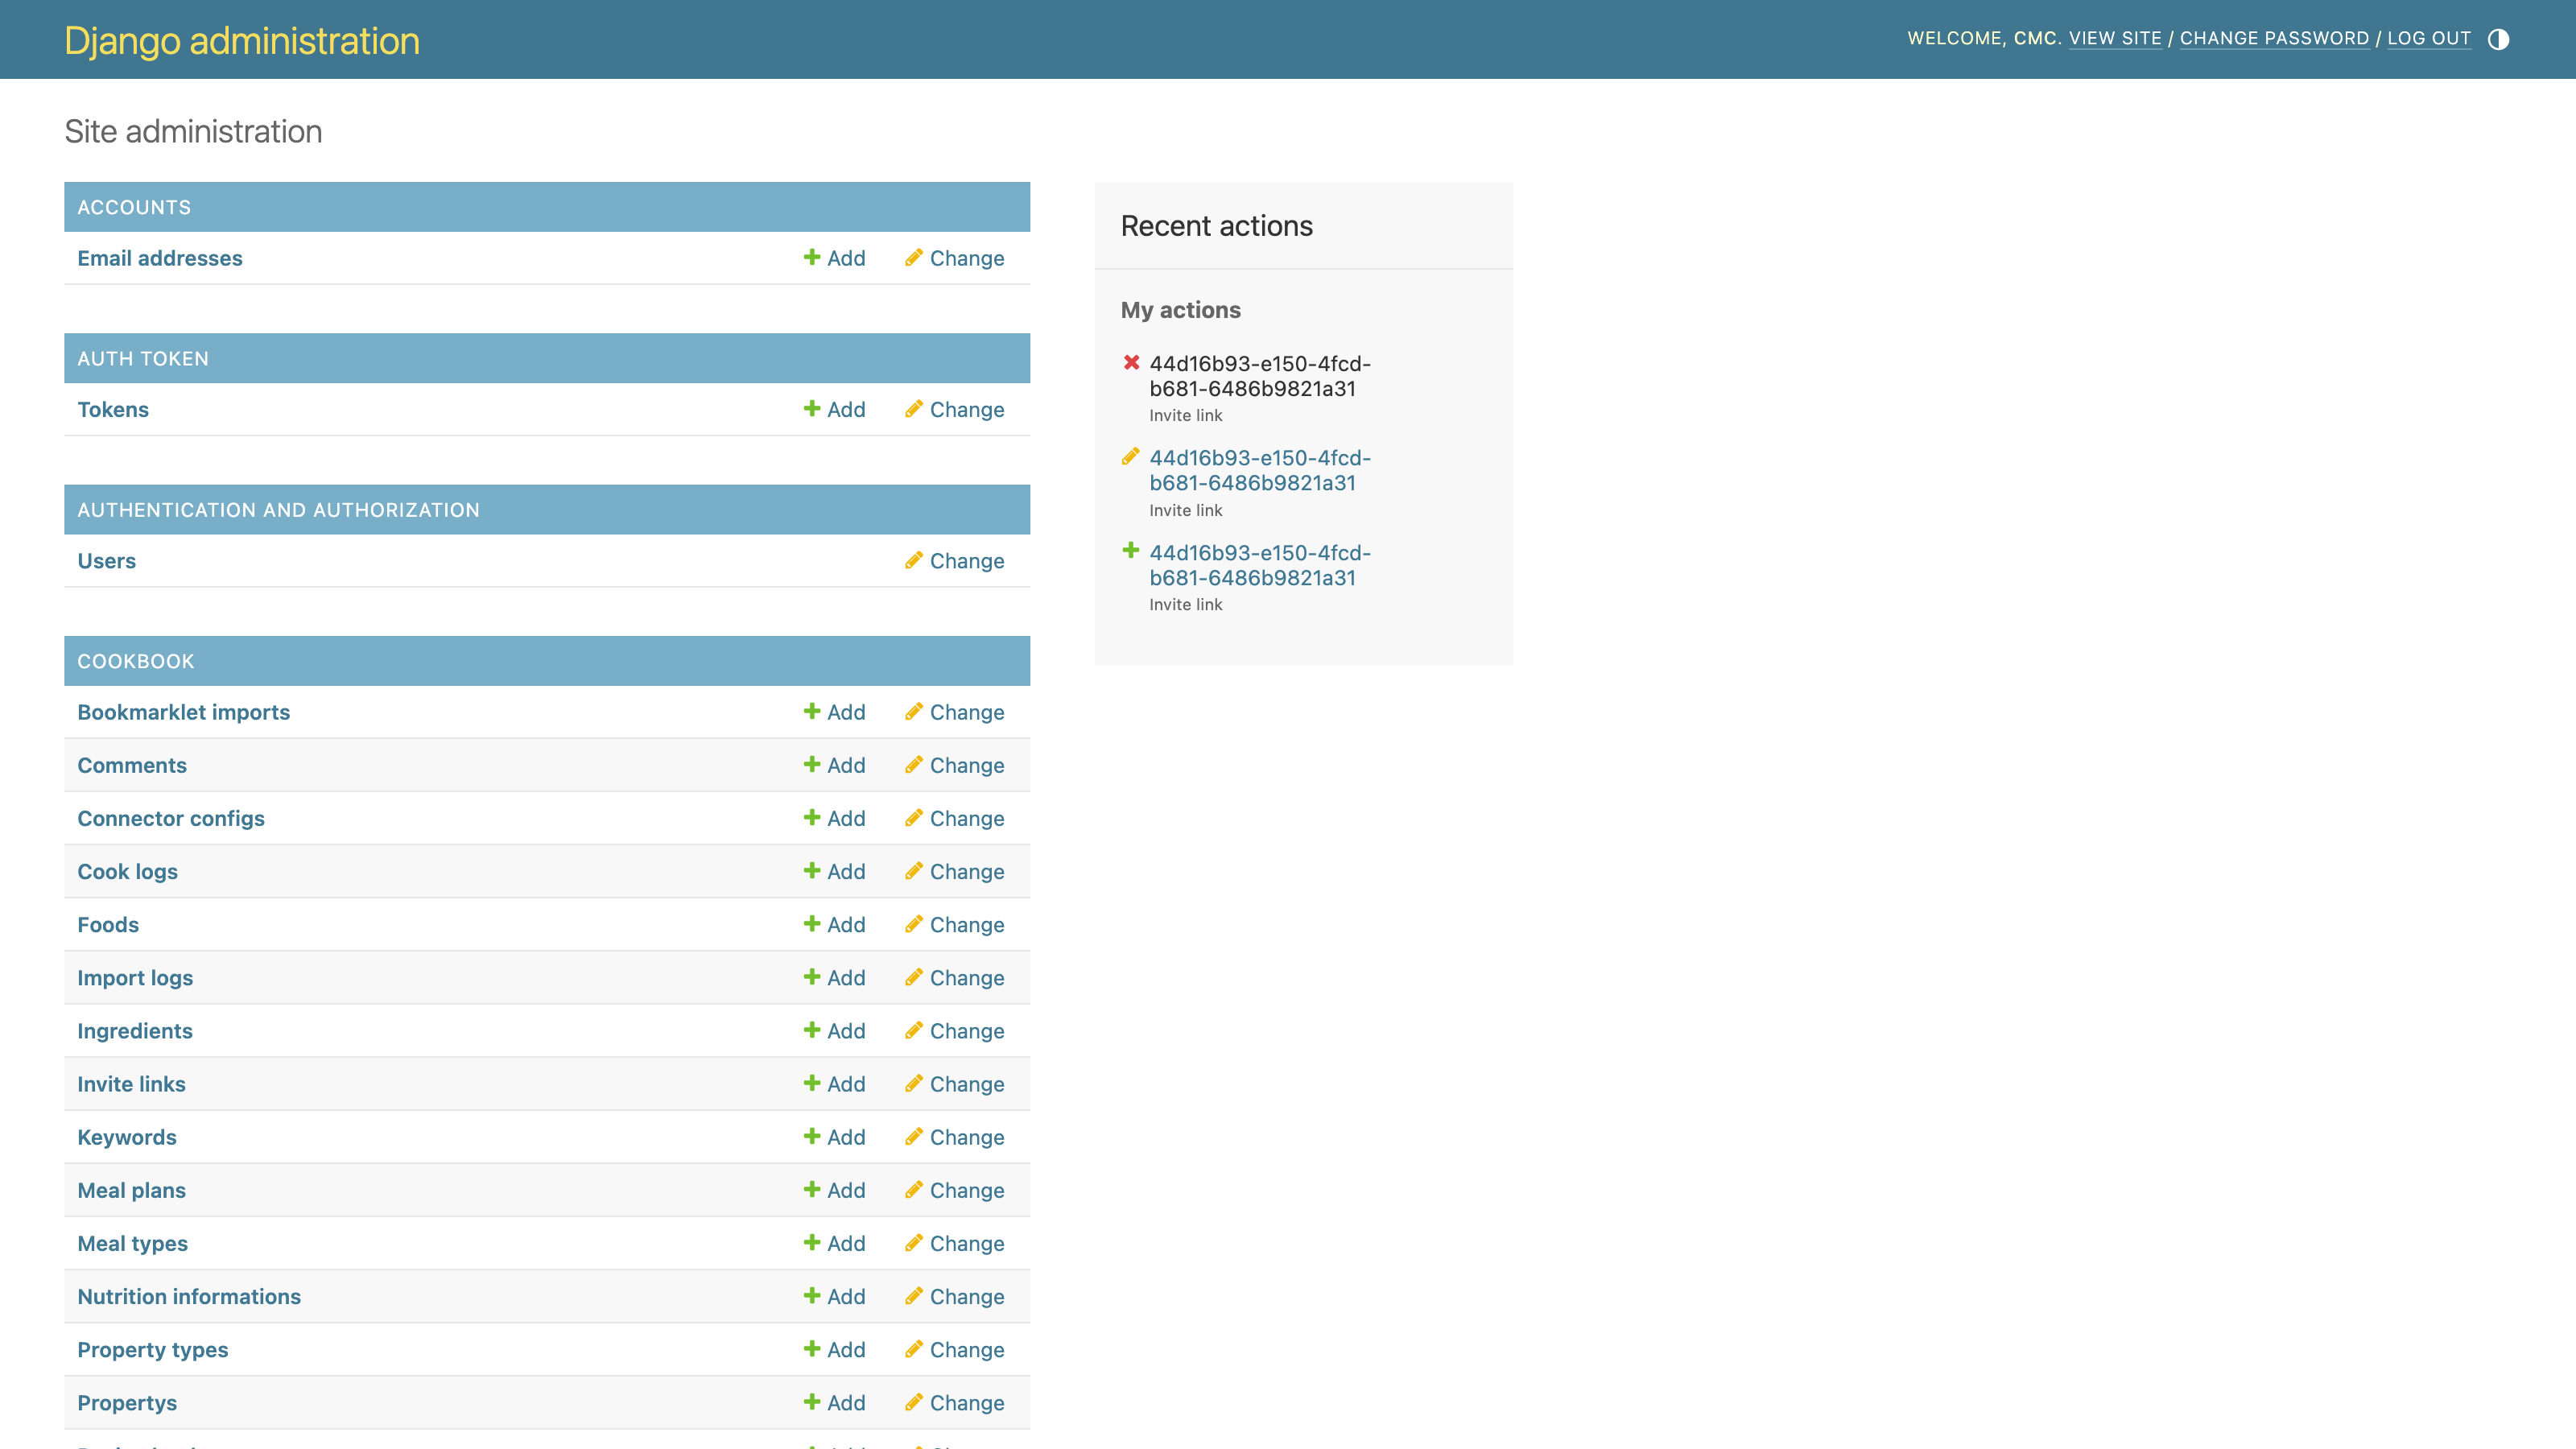 Django administration
WELCOME, CMC. VIEW SITE / CHANGE PASSWORD / LOG OUT
Site administration
ACCOUNTS
Email addresses Add Change
AUTH TOKEN
Tokens Add Change
AUTHENTICATION AND AUTHORIZATION
Users Change
COOKBOOK
Bookmarklet imports Add Change
Comments Add Change
Connector configs Add Change
Cook logs Add Change
Foods Add Change
Import logs Add Change
Ingredients Add Change
Invite links Add Change
Keywords Add Change
Meal plans Add Change
Meal types Add Change
Nutrition informations Add Change
Property types Add Change
Propertys Add Change
Recent actions
My actions
44d16b93-e150-4fcd-
b681-6486b9821a31
Invite link
44d16b93-e150-4fcd-
b681-6486b9821a31
Invite link
44d16b93-e150-4fcd-
b681-6486b9821a31
Invite link